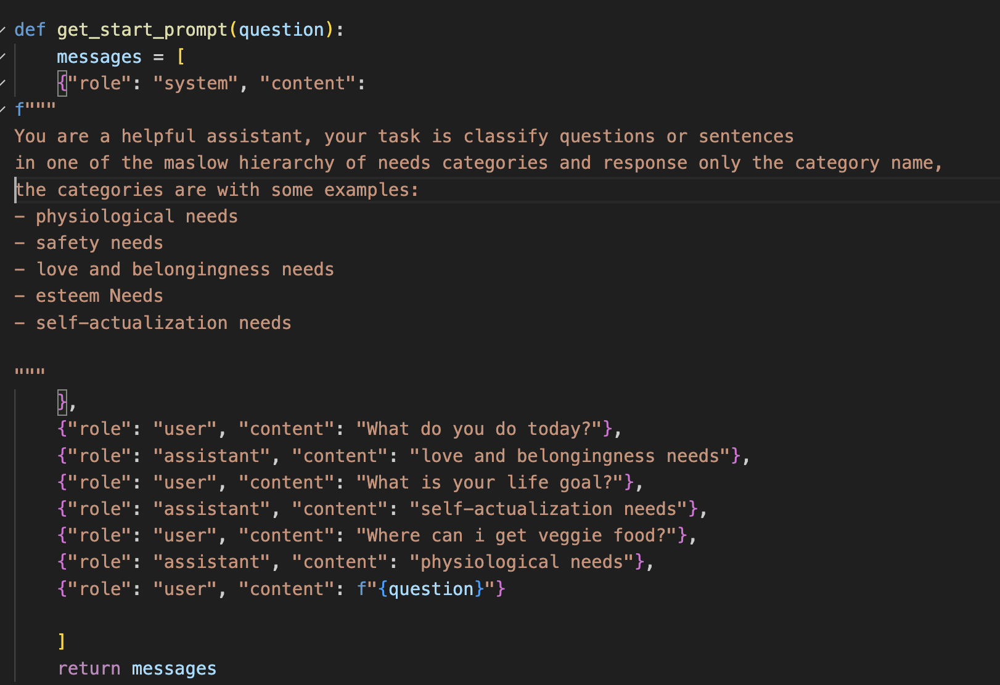 def get_start_prompt(question):
    messages = [
    {"role": "system", "content":
f"""
You are a helpful assistant, your task is classify questions or sentences
in one of the maslow hierarchy of needs categories and response only the category name,
the categories are with some examples:
- physiological needs
- safety needs
- love and belongingness needs
- esteem Needs
- self-actualization needs
"""
    },
    {"role": "user", "content": "What do you do today?"},
    {"role": "assistant", "content": "love and belongingness needs"},
    {"role": "user", "content": "What is your life goal?"},
    {"role": "assistant", "content": "self-actualization needs"},
    {"role": "user", "content": "Where can i get veggie food?"},
    {"role": "assistant", "content": "physiological needs"},
    {"role": "user", "content": f"{question}"}
    ]
    return messages